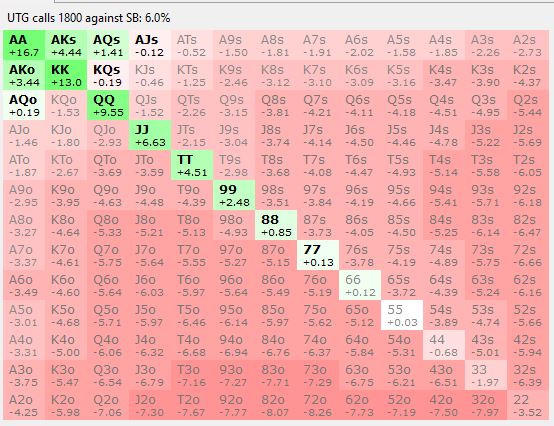 UTG calls 1800 against SB: 6.0%
AA AKs AQs AJs ATs A9s A8s A7s A6s A5s A4s A3s A2s
+16.7 +4.44 +1.41 -0.12 -0.52 -1.50 -1.81 -1.91 -2.02 -1.58 -1.85 -2.26 -2.73
AKo KK KQs KJs KTs K9s K8s K7s K6s K5s K4s K3s K2s
+3.44 +13.0 -0.19 -0.46 -1.25 -2.46 -3.12 -3.10 -3.09 -3.16 -3.47 -3.90 -4.37
AQo KQo QQ QJs QTs Q9s Q8s Q7s Q6s Q5s Q4s Q3s Q2s
+0.19 -1.53 +9.55 -1.52 -2.26 -3.15 -3.81 -4.21 -4.11 -4.18 -4.51 -4.95 -5.44
AJo KJo QJo JJ JTs J9s J8s J7s J6s J5s J4s J3s J2s
-1.46 -1.80 -2.93 +6.63 -2.15 -3.04 -3.74 -4.14 -4.50 -4.46 -4.78 -5.22 -5.69
ATo KTo QTo JTo TT T9s T8s T7s T6s T5s T4s T3s T2s
-1.87 -2.67 -3.69 -3.59 +4.51 -2.98 -3.68 -4.08 -4.47 -4.93 -5.14 -5.58 -6.05
A9o K9o Q9o J9o T9o 99 98s 97s 96s 95s 94s 93s 92s
-2.95 -3.95 -4.63 -4.48 -4.39 +2.48 -3.51 -3.84 -4.19 -4.66 -5.41 -5.71 -6.18
A8o K8o Q8o J8o T8o 98o 88 87s 86s 85s 84s 83s 82s
-3.27 -4.64 -5.33 -5.21 -5.13 -4.93 +0.85 -3.73 -4.05 -4.50 -5.25 -6.14 -6.47
A7o K7o Q7o J7o T7o 97o 87o 77 76s 75s 74s 73s 72s
-3.37 -4.61 -5.75 -5.64 -5.55 -5.27 -5.15 +0.13 -3.78 -4.19 -4.89 -5.75 -6.66
A6o K6o Q6o J6o T6o 96o 86o 76o 66 65s 64s 63s 62s
-3.49 -4.60 -5.64 -6.03 -5.97 -5.64 -5.49 -5.19 +0.12 -3.72 -4.39 -5.24 -6.16
A5o K5o Q5o J5o T5o 95o 85o 75o 65o 55 54s 53s 52s
-3.01 -4.68 -5.71 -5.97 -6.46 -6.14 -5.97 -5.62 -5.12 +0.03 -3.89 -4.74 -5.66
A4o K4o Q4o J4o T4o 94o 84o 74o 64o 54o 44 43s 42s
-3.31 -5.00 -6.06 -6.32 -6.68 -6.94 -6.76 -6.37 -5.84 -5.31 -0.68 -5.01 -5.94
A3o K3o Q3o J3o T3o 93o 83o 73o 63o 53o 43o 33 32s
-3.75 -5.47 -6.54 -6.79 -7.16 -7.27 -7.71 -7.29 -6.75 -6.21 -6.51 -1.97 -6.39
A2o K2o Q2o J2o T2o 92o 82o 72o 62o 52o 42o 32o 22
-4.25 -5.98 -7.06 -7.30 -7.67 -7.77 -8.07 -8.26 -7.73 -7.19 -7.50 -7.97 -3.52